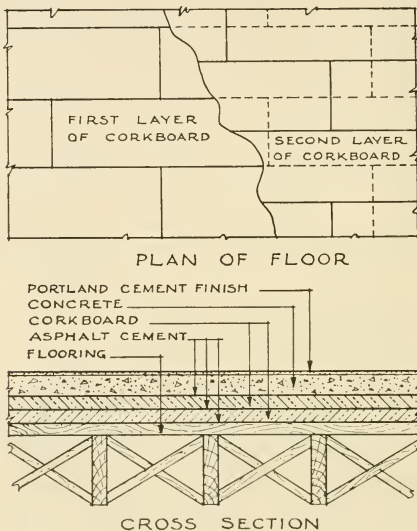 FIRST LAYER
OF CORKBOARD
SECOND LAYER
OF CORKBOARD
PLAN OF FLOOR
PORTLAND CEMENT FINISH
CONCRETE
CORKBOARD
ASPHALT CEMENT
FLOORING
CROSS SECTION